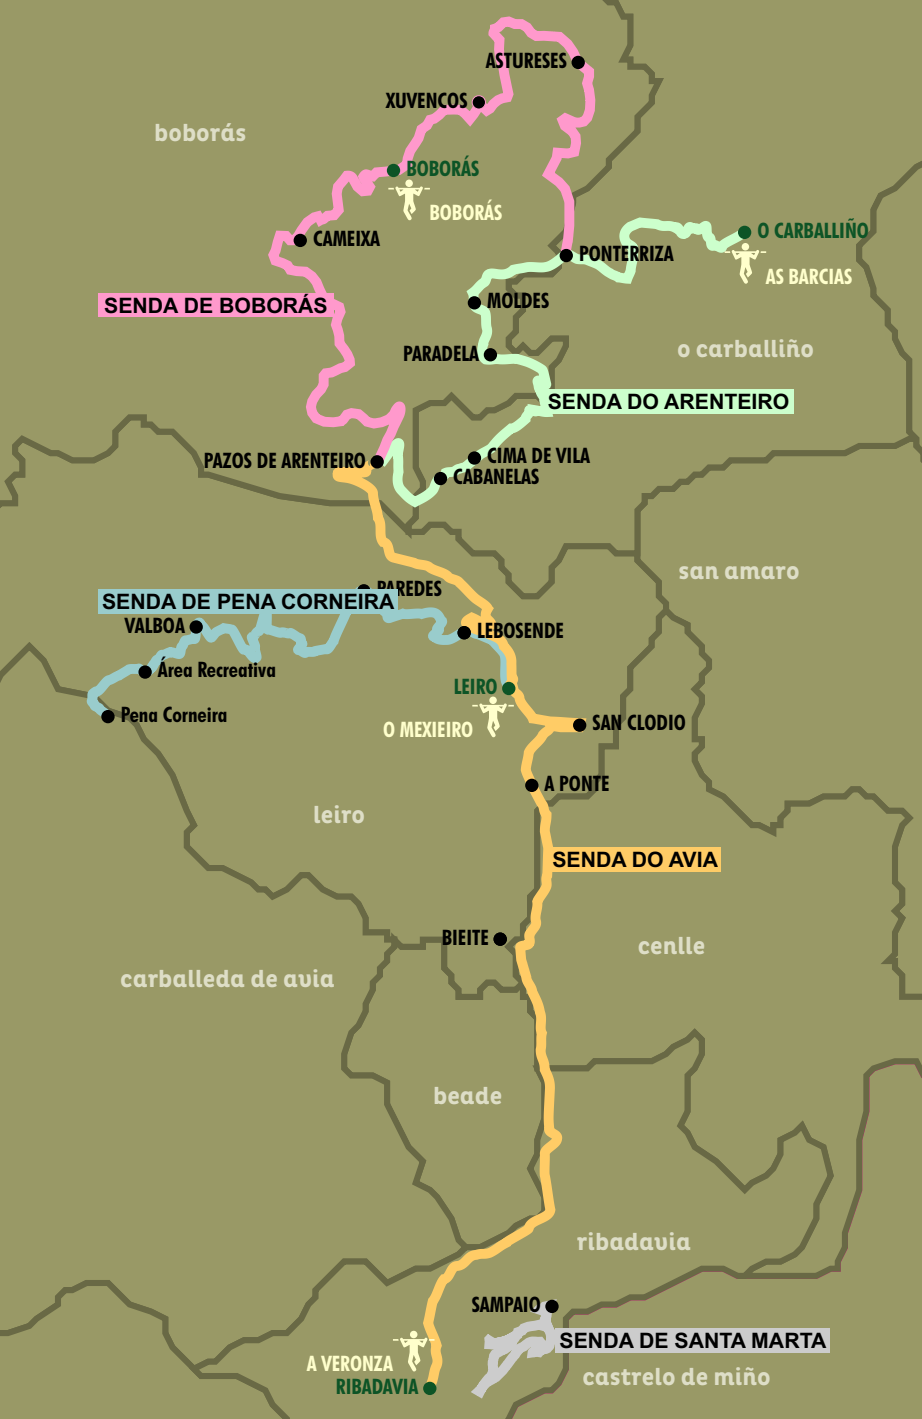 ASTURESES
XUVENCOS
boborás
BOBORÁS
BOBORÁS
O CARBALLIÑO
CAMEIXA
PONTERRIZA
AS BARCIAS
SENDA DE BOBORÁS
MOLDES
PARADELA
o carballiño
SENDA DO ARENTEIRO
PAZOS DE ARENTEIRO
CIMA DE VILA
CABANELAS
san amaro
PAREDES
SENDA DE PENA CORNEIRA
VALBOA
LEBOSENDE
Área Recreativa
LEIRO
Pena Corneira
O MEXIEIRO
SAN CLODIO
A PONTE
leiro
SENDA DO AVIA
BIEITE
cenlle
carballeda de avia
beade
ribadavia
SAMPAIO
SENDA DE SANTA MARTA
A VERONZA
castrelo de miño
RIBADAVIA